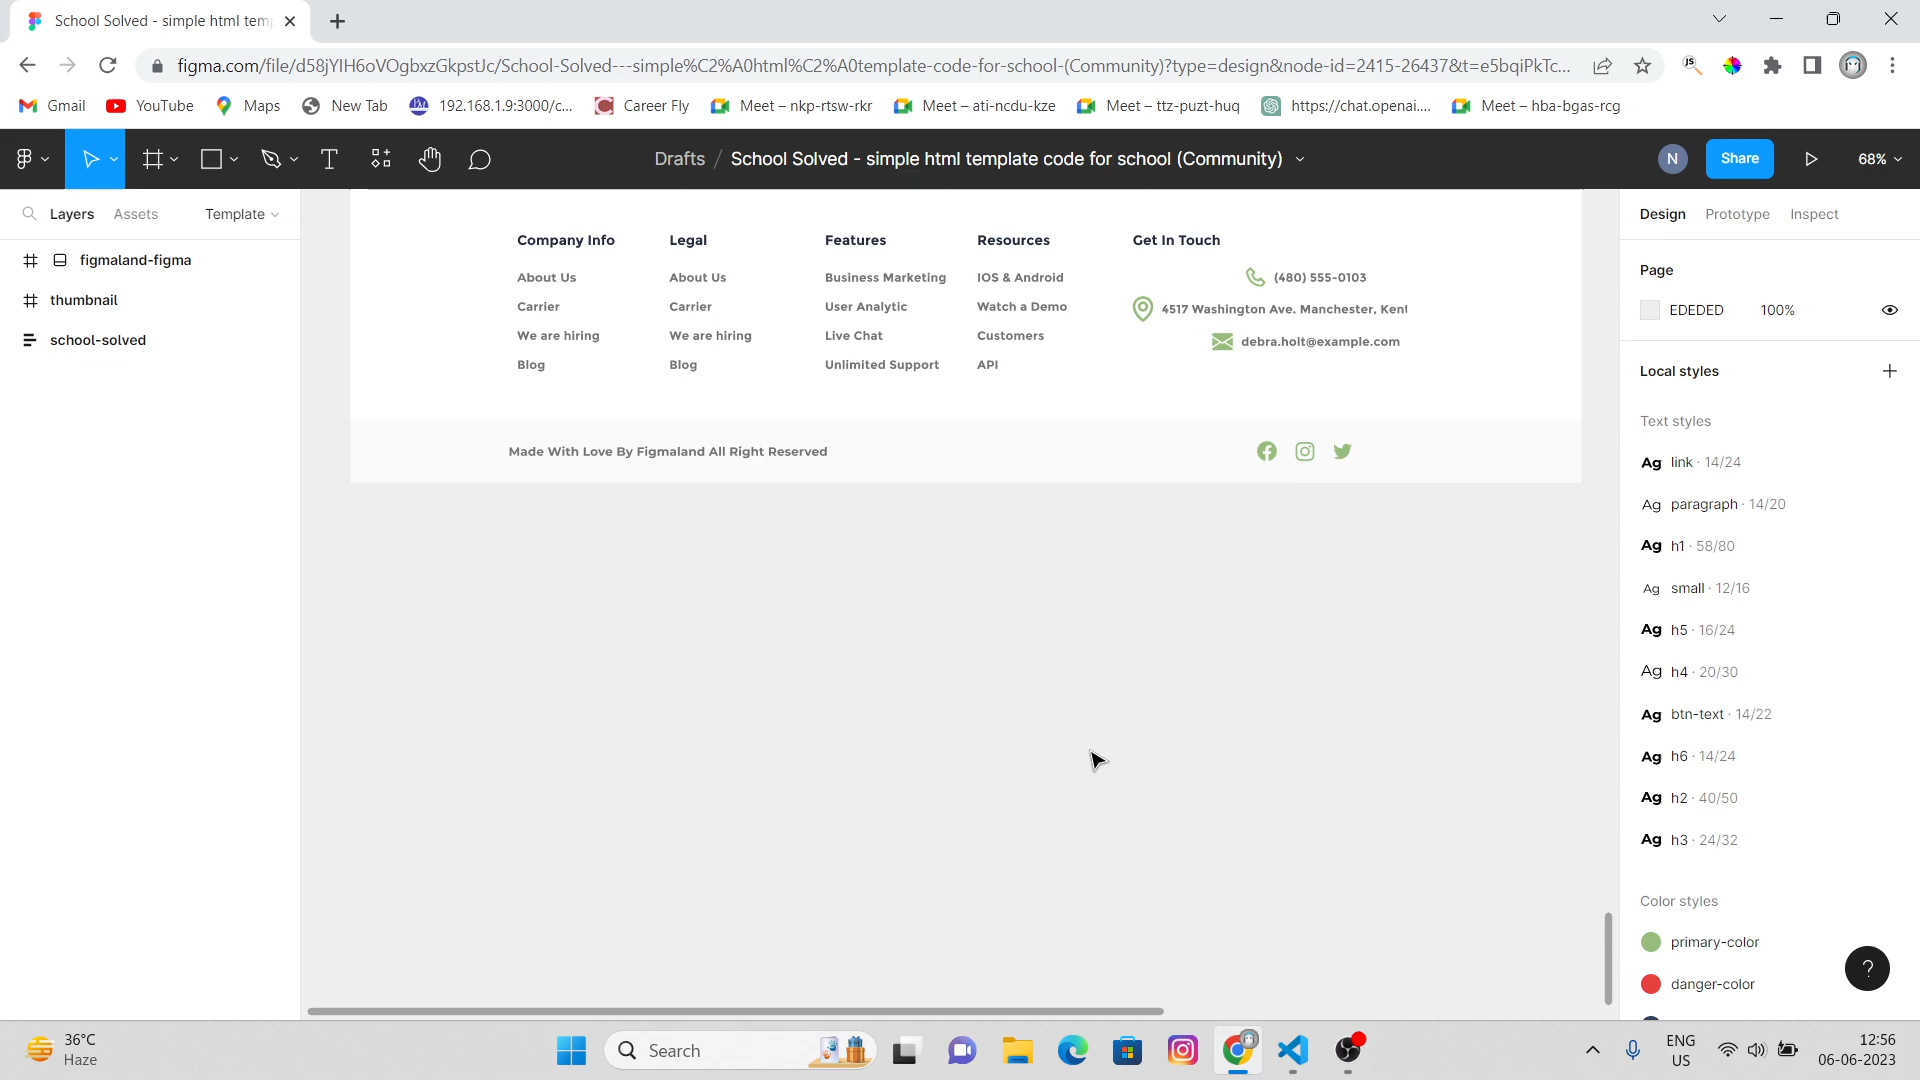 School Solved - simple html tem
figma.com/file/d58jYIH6oVOgbxzGkpstJc/School-Solved---simple%C2%A0html%C2%A0template-code-for-school-(Community)?type=design&node-id=2415-26437&t=e5bqiPkTc...
Gmail YouTube Maps New Tab 192.168.1.9:3000/c... Career Fly Meet – nkp-rtsw-rkr Meet – ati-ncdu-kze Meet – ttz-puzt-huq https://chat.openai.... Meet – hba-bgas-rcg
Drafts / School Solved - simple html template code for school (Community) N Share 68%
Layers Assets Template
figmaland-figma
thumbnail
school-solved
Company Info Legal Features Resources Get In Touch
About Us About Us Business Marketing IOS & Android (480) 555-0103
Carrier Carrier User Analytic Watch a Demo 4517 Washington Ave. Manchester, Kent
We are hiring We are hiring Live Chat Customers debra.holt@example.com
Blog Blog Unlimited Support API
Made With Love By Figmaland All Right Reserved
Design Prototype Inspect
Page
EDEDED 100%
Local styles
Text styles
Ag link · 14/24
Ag paragraph · 14/20
Ag h1 · 58/80
Ag small · 12/16
Ag h5 · 16/24
Ag h4 · 20/30
Ag btn-text · 14/22
Ag h6 · 14/24
Ag h2 · 40/50
Ag h3 · 24/32
Color styles
primary-color
danger-color
?
36°C
Haze
Search
ENG
US
12:56
06-06-2023